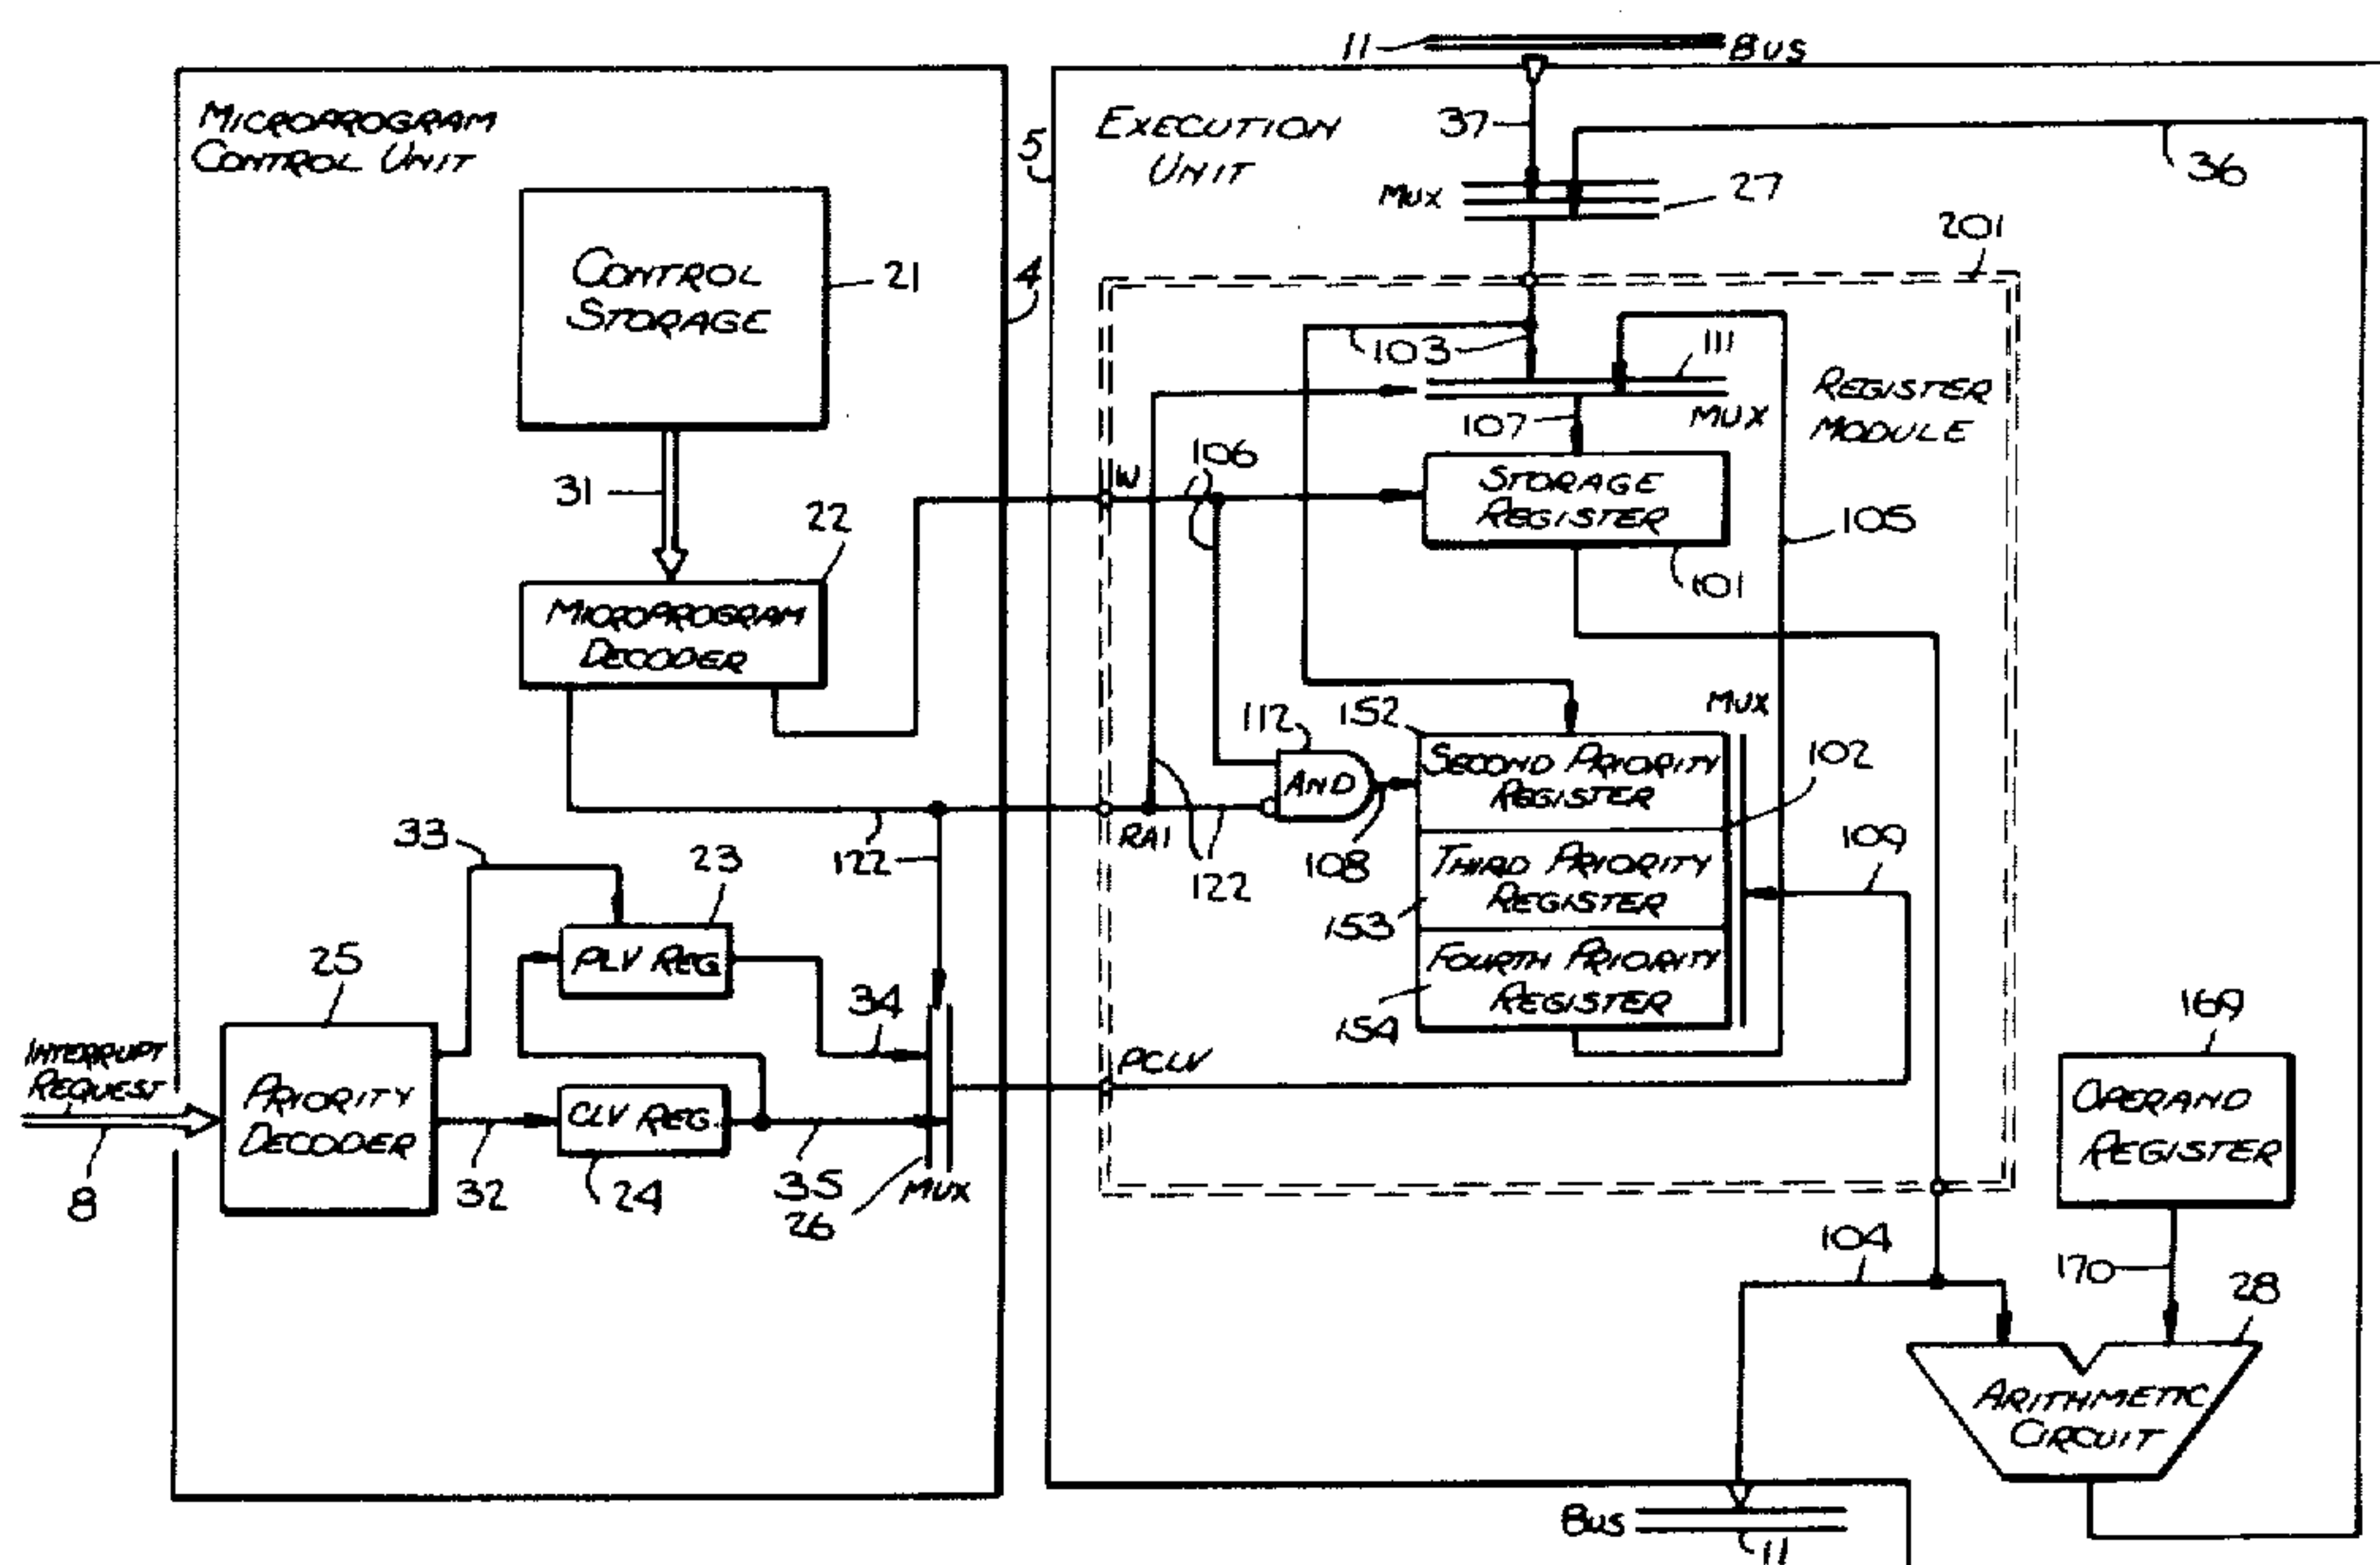 11
BUS
MICROPROGRAM
CONTROL UNIT
5
EXECUTION
UNIT
37
36
MUX
27
201
CONTROL
STORAGE
21
4
103
111
REGISTER
MODULE
MUX
107
106
W
STORAGE
REGISTER
105
101
31
22
MICROPROGRAM
DECODER
MUX
112
152
102
AND
SECOND PRIORITY
REGISTER
RA1
122
122
108
109
THIRD PRIORITY
REGISTER
153
33
23
PLV REG.
25
34
FOURTH PRIORITY
REGISTER
154
169
INTERRUPT
REQUEST
8
PRIORITY
DECODER
32
CLV REG.
24
35
26
MUX
PCLV
OPERAND
REGISTER
104
170
28
ARITHMETIC
CIRCUIT
BUS
11